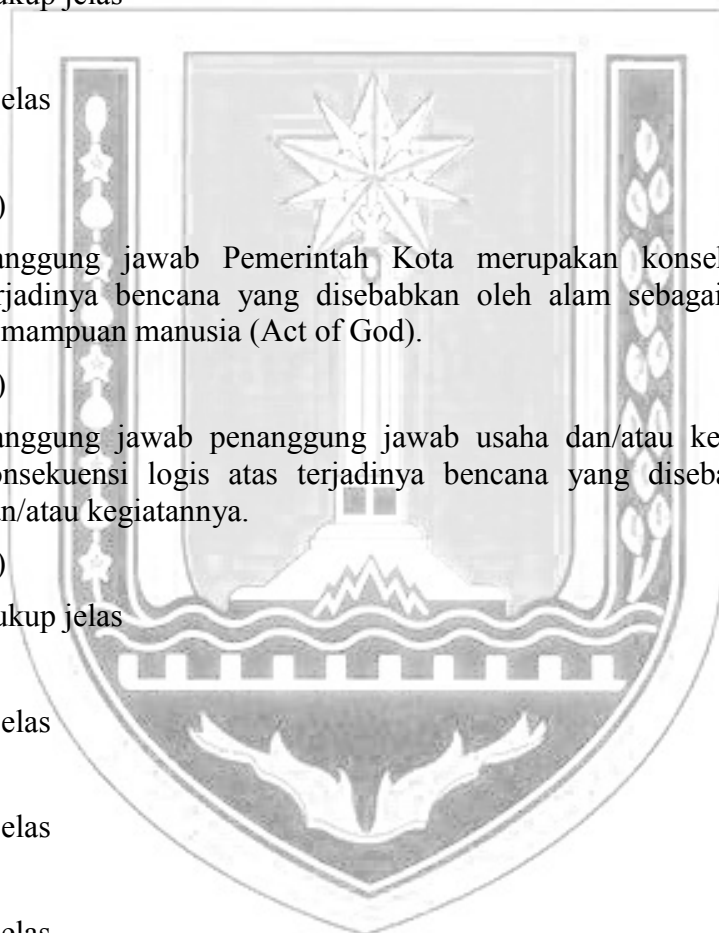 ukup jelas
elas
)
anggung jawab Pemerintah Kota merupakan konsek
rjadinya bencana yang disebabkan oleh alam sebagai
mampuan manusia (Act of God).
)
anggung jawab penanggung jawab usaha dan/atau ke
onsekuensi logis atas terjadinya bencana yang diseba
an/atau kegiatannya.
)
ukup jelas
elas
elas
elas